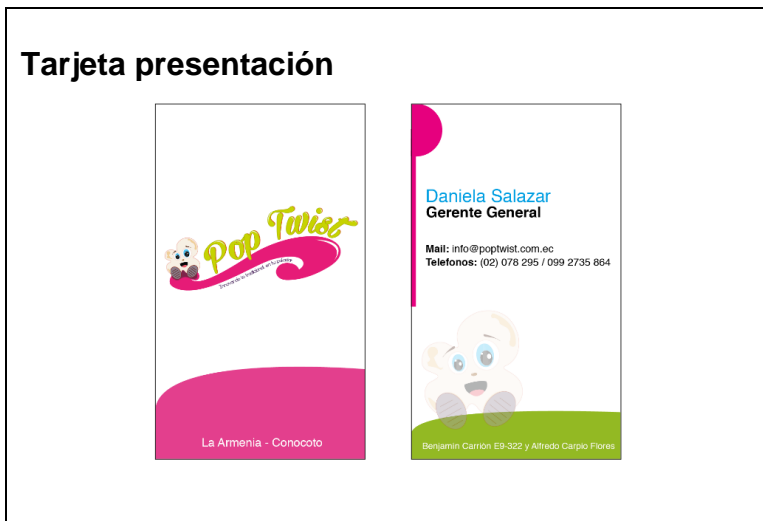 Tarjeta presentación
Pop Twist
La Armenia - Conocoto
Daniela Salazar
Gerente General
Mail: info@poptwist.com.ec
Telefonos: (02) 078 295 / 099 2735 864
Benjamin Carrión E9-322 y Alfredo Carpio Flores